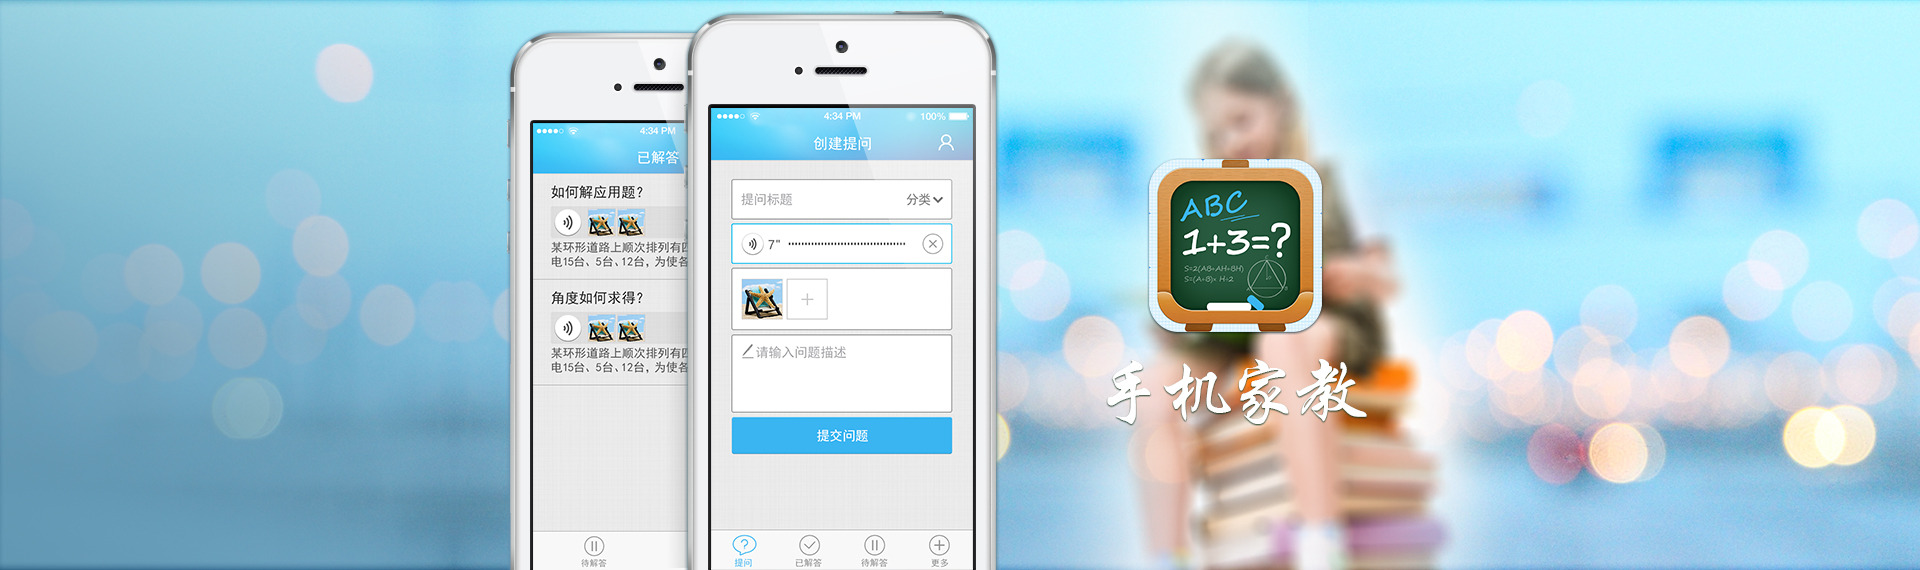 4:34 PM
已解答
如何解应用题?
某环形道路上顺次排列有四
电15台、5台、12台, 为使各
角度如何求得?
某环形道路上顺次排列有四
电15台、5台、12台, 为使各
待解答
4:34 PM 100%
创建提问
提问标题 分类
7"
请输入问题描述
提交问题
提问 已解答 待解答 更多
ABC
1+3=?
S=2(AB+AH+BH)
S=(A+B)× H÷2
手机家教